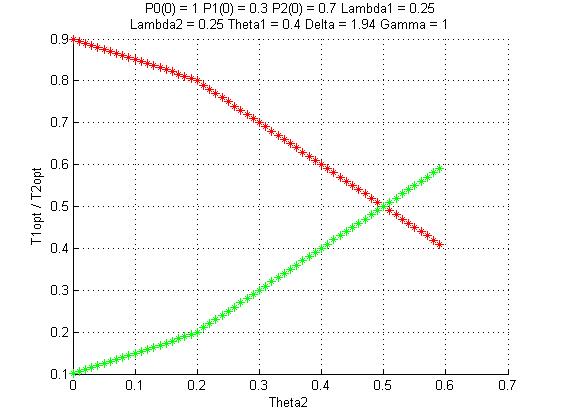 P0(0) = 1 P1(0) = 0.3 P2(0) = 0.7 Lambda1 = 0.25
Lambda2 = 0.25 Theta1 = 0.4 Delta = 1.94 Gamma = 1
0.9
0.8
0.7
0.6
0.5
0.4
0.3
0.2
0.1
T1opt / T2opt
0 0.1 0.2 0.3 0.4 0.5 0.6 0.7
Theta2